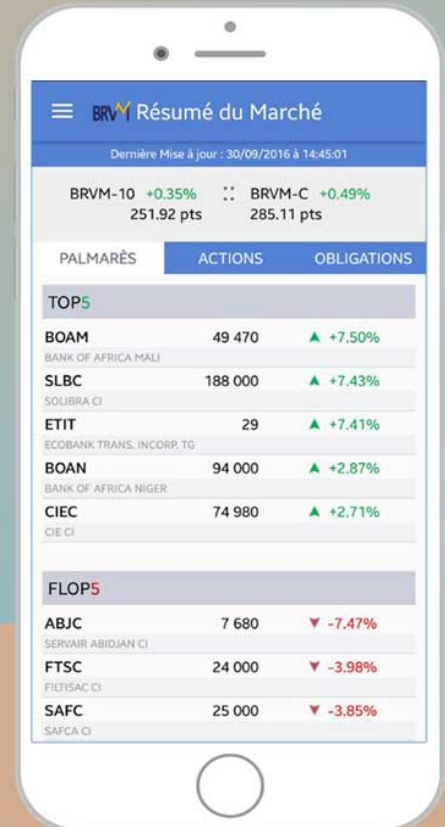 BRVM Résumé du Marché
Dernière Mise à jour : 30/09/2016 à 14:45:01
BRVM-10 +0.35% BRVM-C +0.49%
251.92 pts 285.11 pts
PALMARÈS ACTIONS OBLIGATIONS
TOP5
BOAM 49 470 +7.50%
BANK OF AFRICA MALI
SLBC 188 000 +7.43%
SOLIBRA CI
ETIT 29 +7.41%
ECOBANK TRANS. INCORP. TG
BOAN 94 000 +2.87%
BANK OF AFRICA NIGER
CIEC 74 980 +2.71%
CIE CI
FLOP5
ABJC 7 680 -7.47%
SERVAIR ABIDJAN CI
FTSC 24 000 -3.98%
FILTISAC CI
SAFC 25 000 -3.85%
SAFCA CI